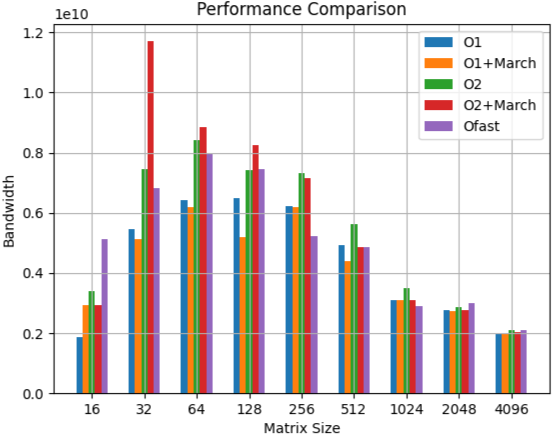 Performance Comparison
1e10
1.2
1.0
0.8
0.6
0.4
0.2
0.0
Bandwidth
16 32 64 128 256 512 1024 2048 4096
Matrix Size
O1
O1+March
O2
O2+March
Ofast